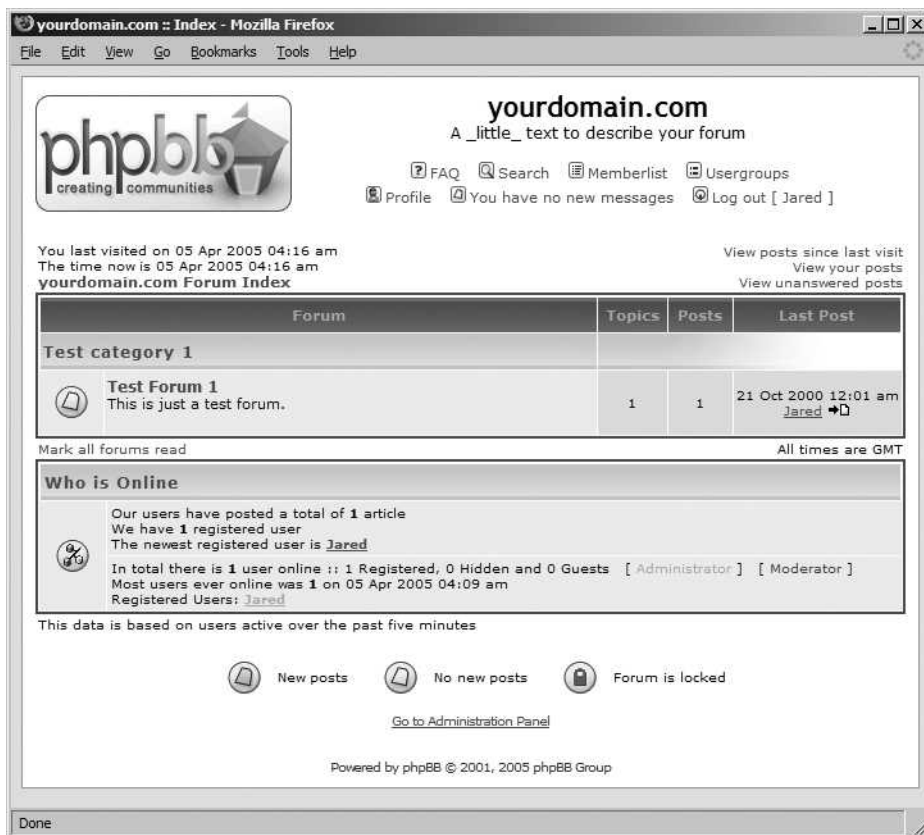 yourdomain.com :: Index - Mozilla Firefox
File Edit View Go Bookmarks Tools Help
phpbb
creating communities
yourdomain.com
A _little_ text to describe your forum
FAQ Search Memberlist Usergroups
Profile You have no new messages Log out [ Jared ]
You last visited on 05 Apr 2005 04:16 am
The time now is 05 Apr 2005 04:16 am
yourdomain.com Forum Index
View posts since last visit
View your posts
View unanswered posts
Forum Topics Posts Last Post
Test category 1
Test Forum 1
This is just a test forum.
1 1
21 Oct 2000 12:01 am
Jared
Mark all forums read All times are GMT
Who is Online
Our users have posted a total of 1 article
We have 1 registered user
The newest registered user is Jared
In total there is 1 user online :: 1 Registered, 0 Hidden and 0 Guests [ Administrator ] [ Moderator ]
Most users ever online was 1 on 05 Apr 2005 04:09 am
Registered Users: Jared
This data is based on users active over the past five minutes
New posts No new posts Forum is locked
Go to Administration Panel
Powered by phpBB © 2001, 2005 phpBB Group
Done